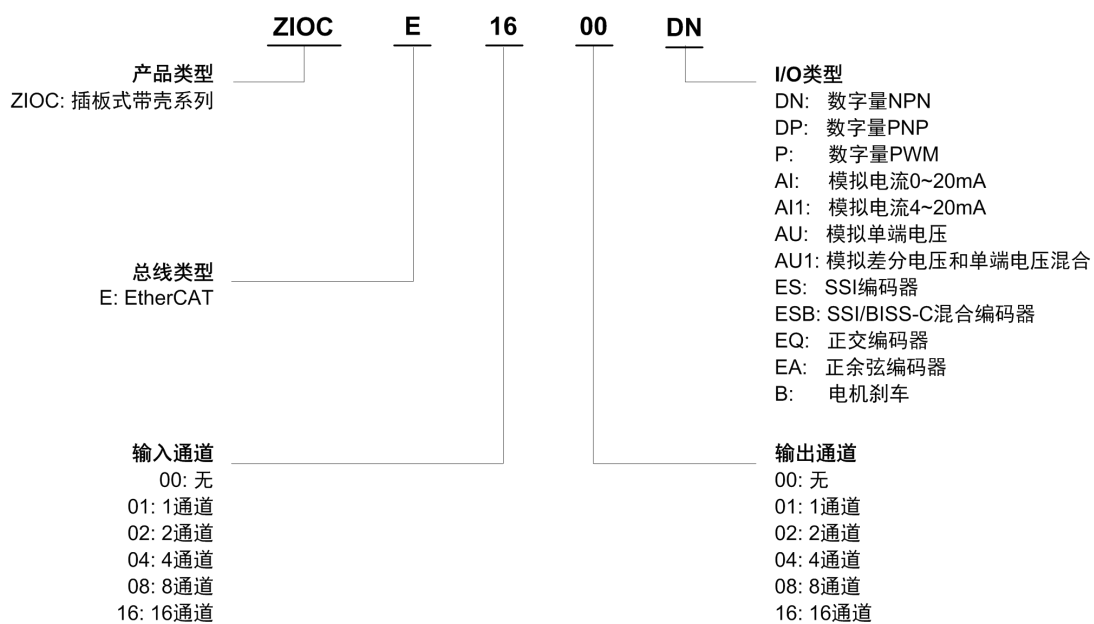 ZIOC E 16 00 DN
产品类型
ZIOC: 插板式带壳系列
总线类型
E: EtherCAT
输入通道
00: 无
01: 1通道
02: 2通道
04: 4通道
08: 8通道
16: 16通道
I/O类型
DN: 数字量NPN
DP: 数字量PNP
P: 数字量PWM
AI: 模拟电流0~20mA
AI1: 模拟电流4~20mA
AU: 模拟单端电压
AU1: 模拟差分电压和单端电压混合
ES: SSI编码器
ESB: SSI/BISS-C混合编码器
EQ: 正交编码器
EA: 正余弦编码器
B: 电机刹车
输出通道
00: 无
01: 1通道
02: 2通道
04: 4通道
08: 8通道
16: 16通道